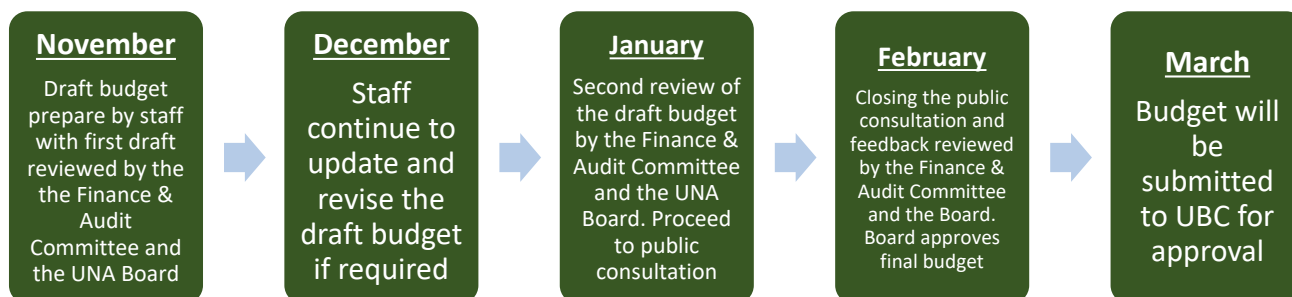 November
Draft budget
prepare by staff
with first draft
reviewed by the
the Finance &
Audit
Committee and
the UNA Board
December
Staff
continue to
update and
revise the
draft budget
if required
January
Second review of
the draft budget
by the Finance &
Audit Committee
and the UNA
Board. Proceed
to public
consultation
February
Closing the public
consultation and
feedback reviewed
by the Finance &
Audit Committee
and the Board.
Board approves
final budget
March
Budget will
be
submitted
to UBC for
approval